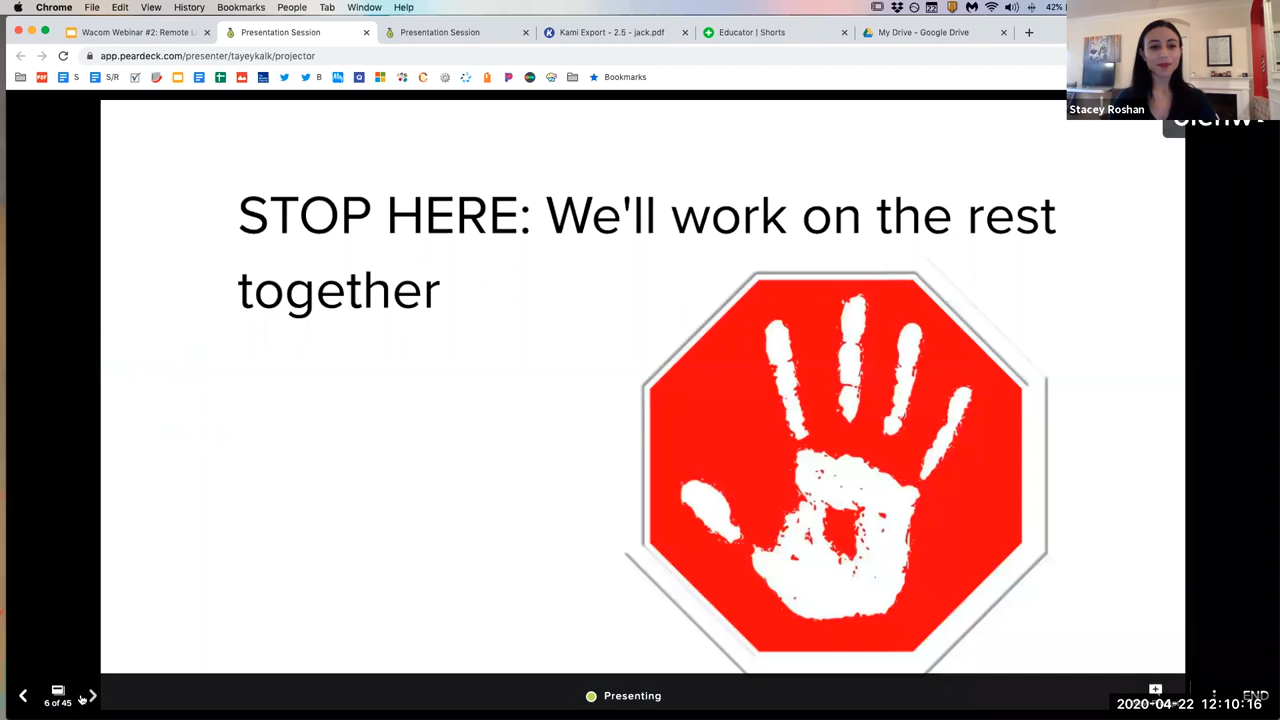 Chrome File Edit View History Bookmarks People Tab Window Help 42%
Wacom Webinar #2: Remote L
Presentation Session
Presentation Session
Kami Export - 2.5 - jack.pdf
Educator | Shorts
My Drive - Google Drive
app.peardeck.com/presenter/tayeykalk/projector
S S/R B Bookmarks
Stacey Roshan
STOP HERE: We'll work on the rest
together
6 of 45
Presenting
END
2020-04-22 12:10:16